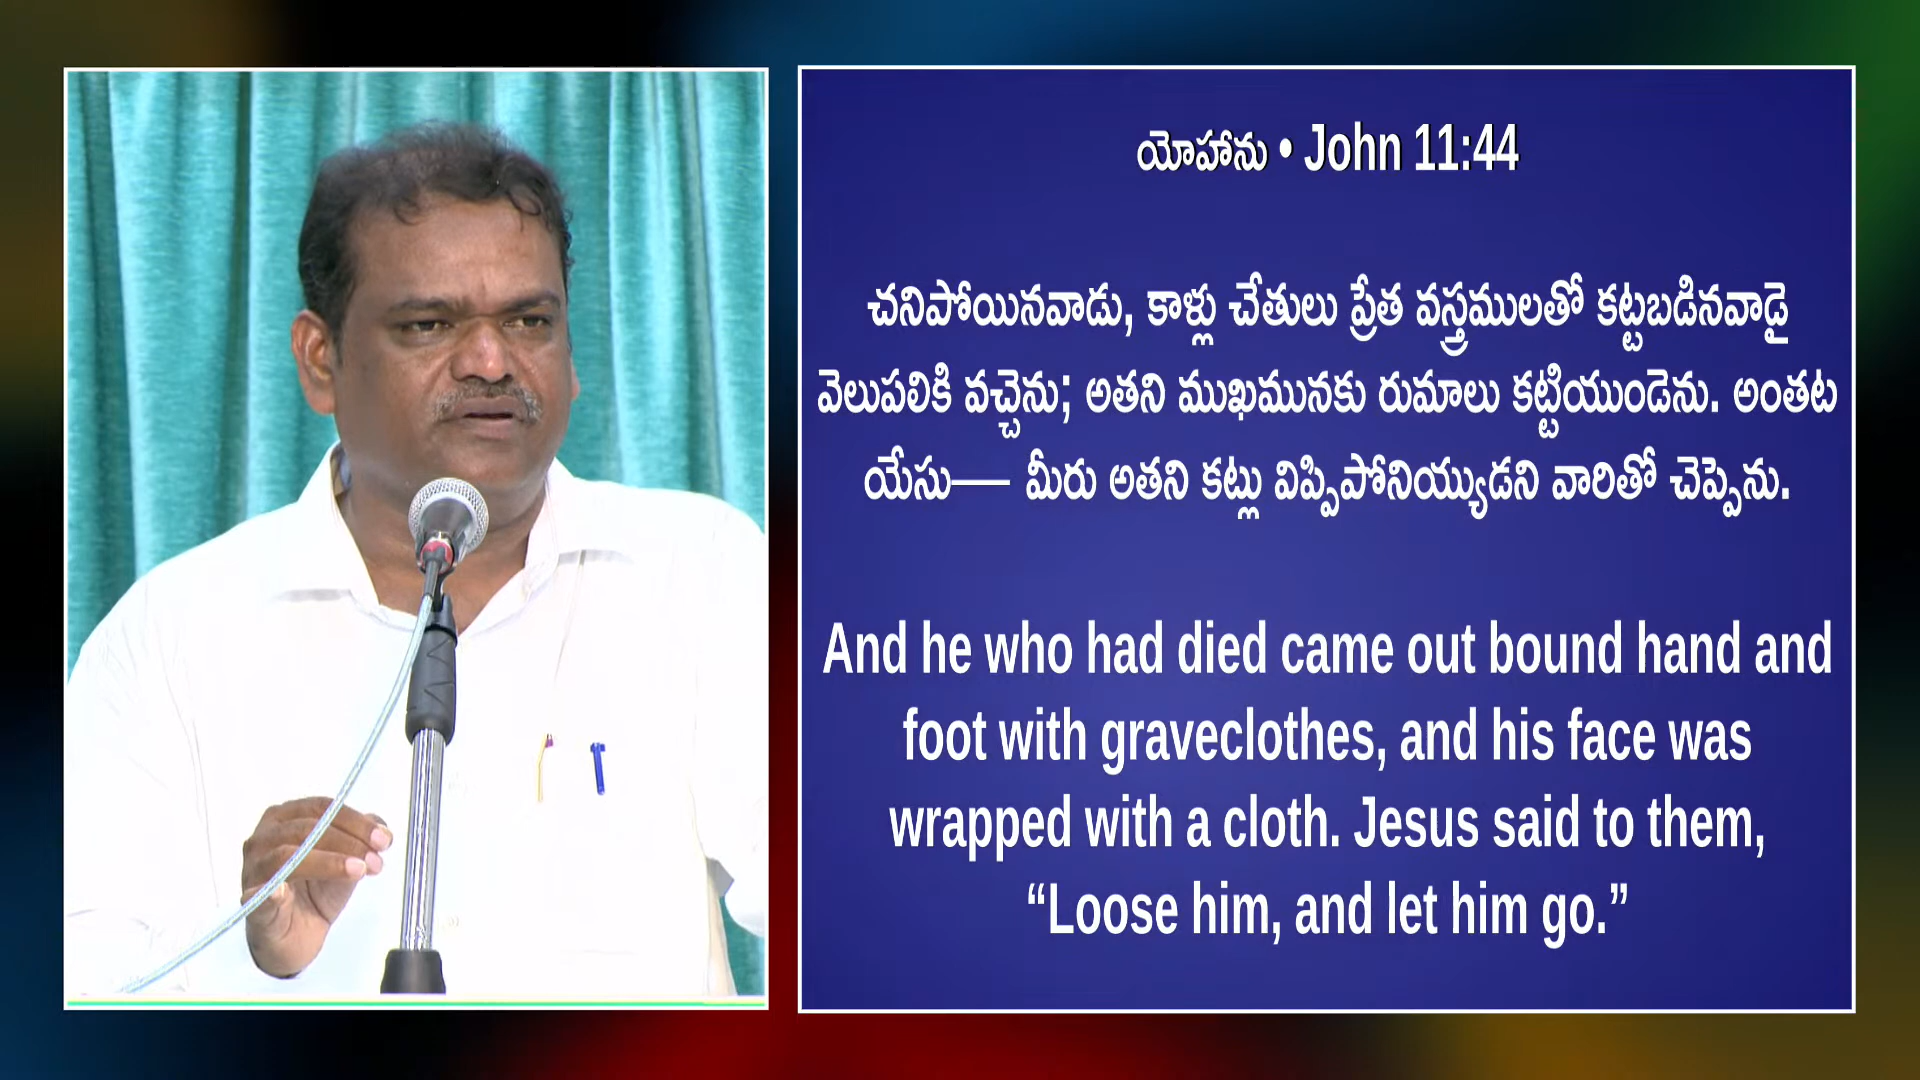 యోహాను • John 11:44
చనిపోయినవాడు, కాళ్లు చేతులు ప్రేత వస్త్రములతో కట్టబడినవాడై
వెలుపలికి వచ్చెను; అతని ముఖమునకు రుమాలు కట్టియుండెను. అంతట
యేసు— మీరు అతని కట్లు విప్పిపోనియ్యుడని వారితో చెప్పెను.
And he who had died came out bound hand and
foot with graveclothes, and his face was
wrapped with a cloth. Jesus said to them,
“Loose him, and let him go.”